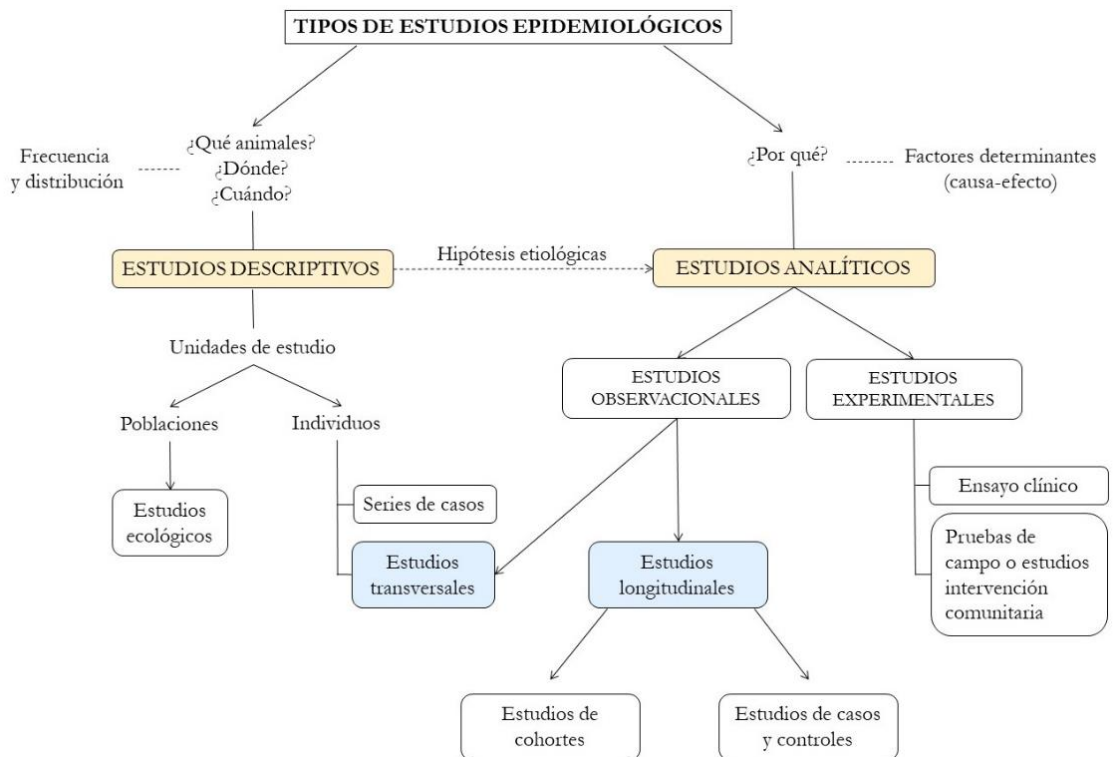 TIPOS DE ESTUDIOS EPIDEMIOLÓGICOS
¿Qué animales?
¿Dónde?
¿Cuándo?
Frecuencia
y distribución
¿Por qué?
Factores determinantes
(causa-efecto)
ESTUDIOS DESCRIPTIVOS
Hipótesis etiológicas
ESTUDIOS ANALÍTICOS
Unidades de estudio
Poblaciones
Individuos
ESTUDIOS
OBSERVACIONALES
ESTUDIOS
EXPERIMENTALES
Estudios
ecológicos
Series de casos
Estudios
transversales
Estudios
longitudinales
Ensayo clínico
Pruebas de
campo o estudios
intervención
comunitaria
Estudios de
cohortes
Estudios de casos
y controles